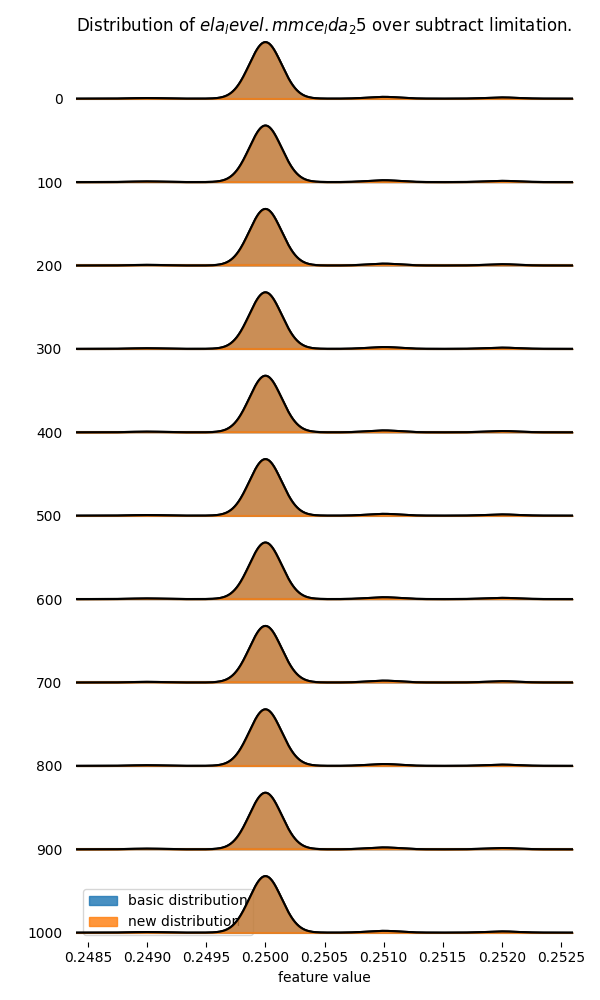 Distribution of elaₗevel.mmceₗda₂5 over subtract limitation.
0
100
200
300
400
500
600
700
800
900
1000
basic distribution
new distribution
0.2485 0.2490 0.2495 0.2500 0.2505 0.2510 0.2515 0.2520 0.2525
feature value